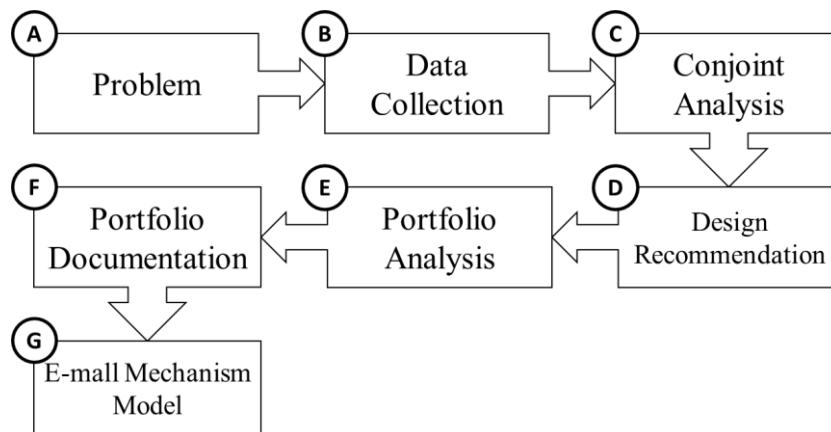 A
Problem
B
Data
Collection
C
Conjoint
Analysis
D
Design
Recommendation
E
Portfolio
Analysis
F
Portfolio
Documentation
G
E-mall Mechanism
Model